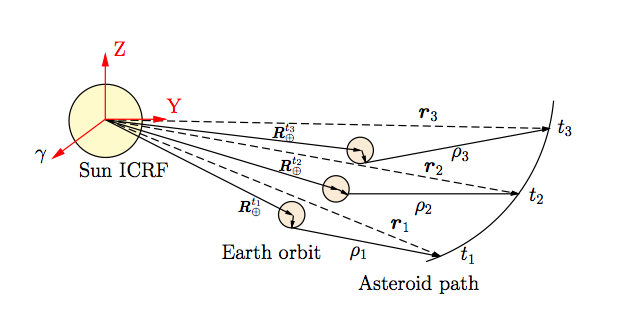 Z
Y
γ
Sun ICRF
r₃
t₃
R⊕^t₃
ρ₃
r₂
R⊕^t₂
t₂
ρ₂
R⊕^t₁
r₁
Earth orbit
ρ₁
t₁
Asteroid path